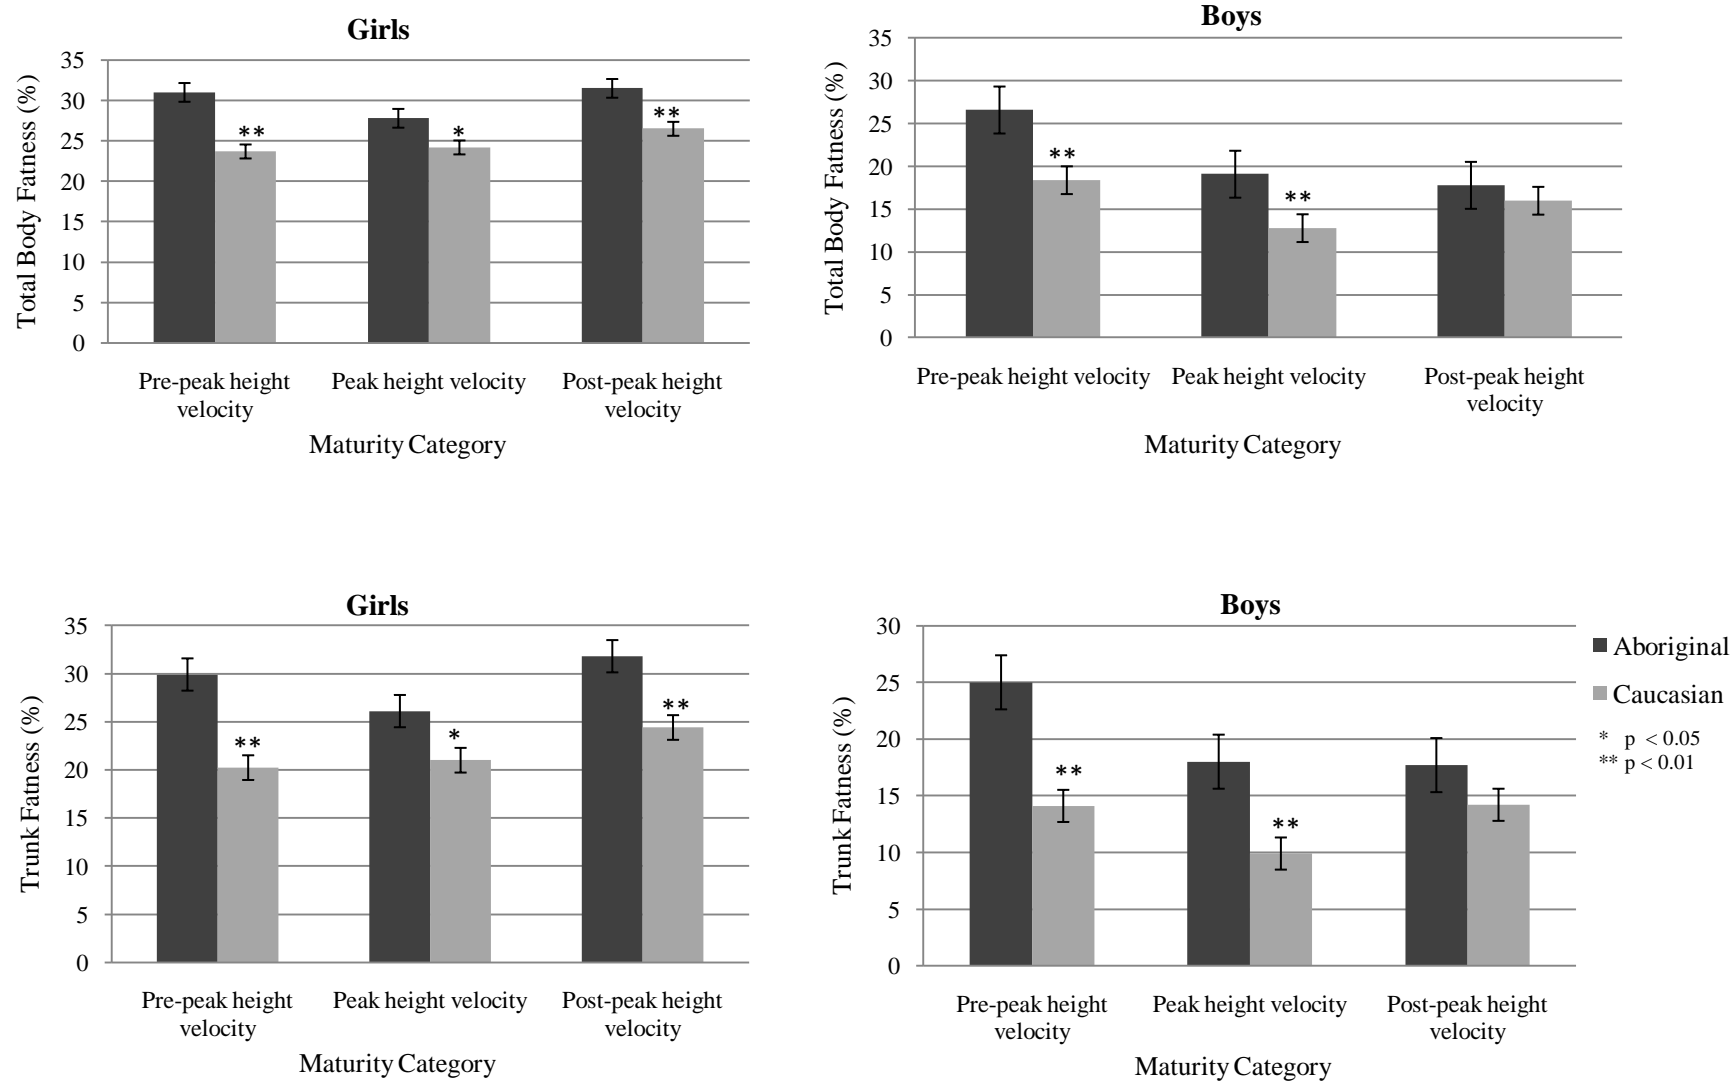 Girls
Total Body Fatness (%)
35
30
25
20
15
10
5
0
**
*
**
Pre-peak height
velocity
Peak height velocity
Post-peak height
velocity
Maturity Category
Boys
Total Body Fatness (%)
35
30
25
20
15
10
5
0
**
**
Pre-peak height velocity
Peak height velocity
Post-peak height
velocity
Maturity Category
Girls
Trunk Fatness (%)
35
30
25
20
15
10
5
0
**
*
**
Pre-peak height
velocity
Peak height velocity
Post-peak height
velocity
Maturity Category
Boys
Trunk Fatness (%)
30
25
20
15
10
5
0
**
**
Pre-peak height
velocity
Peak height velocity
Post-peak height
velocity
Maturity Category
Aboriginal
Caucasian
* p < 0.05
** p < 0.01